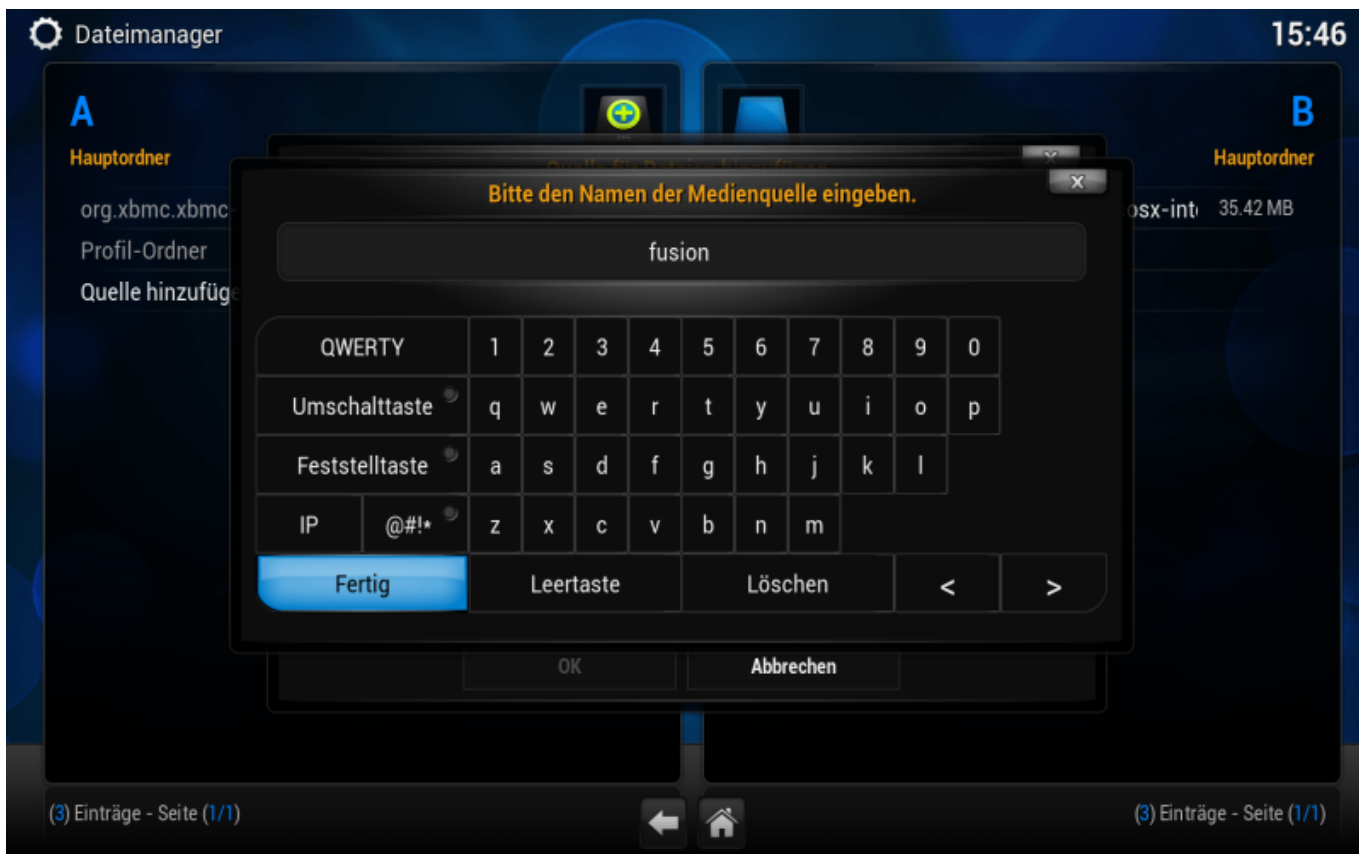 Dateimanager
15:46
A
B
Hauptordner
Hauptordner
Bitte den Namen der Medienquelle eingeben.
x
org.xbmc.xbmc-
osx-int
35.42 MB
Profil-Ordner
fusion
Quelle hinzufüg
QWERTY 1 2 3 4 5 6 7 8 9 0
Umschalttaste q w e r t y u i o p
Feststelltaste a s d f g h j k l
IP @#!* z x c v b n m
Fertig Leertaste Löschen < >
OK Abbrechen
(3) Einträge - Seite (1/1)
(3) Einträge - Seite (1/1)